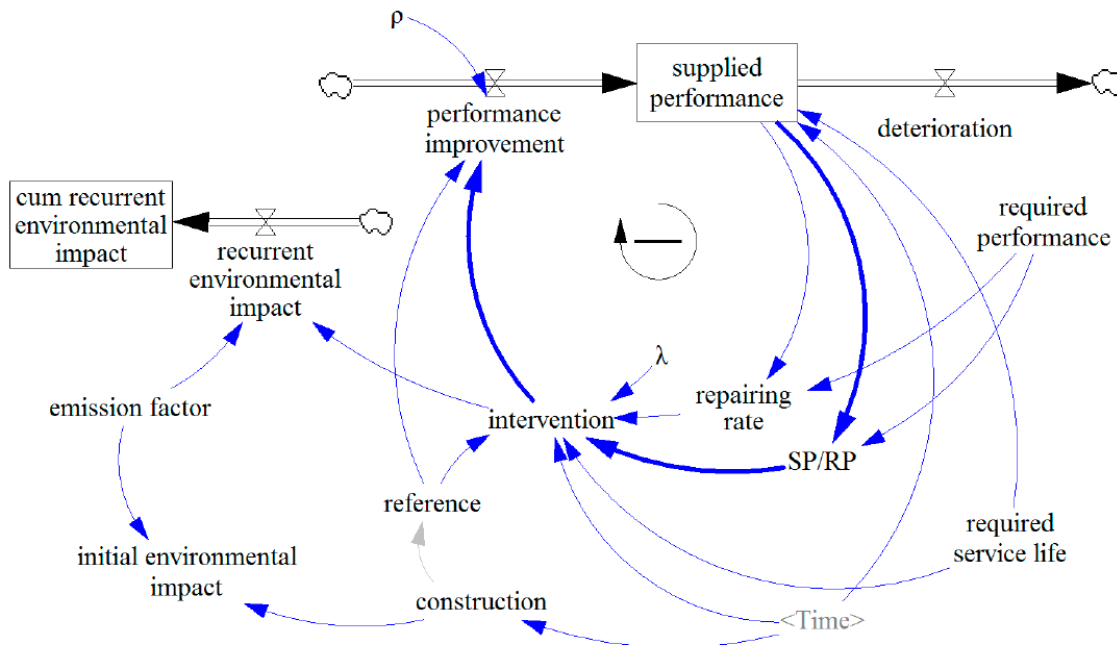 ρ
supplied
performance
performance
improvement
deterioration
cum recurrent
environmental
impact
required
performance
recurrent
environmental
impact
λ
emission factor
intervention
repairing
rate
SP/RP
reference
required
service life
initial environmental
impact
construction
<Time>